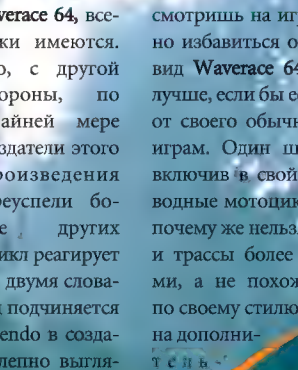 verace 64, все-
ки имеются.
о, с другой
ороны, по
айней мере
здатели этого
роизведения
реуспели бо-
е других
икл реагирует
двумя слова-
подчиняется
endo в созда-
лепно выгля-
смотришь на иг
но избавиться о
вид Waverace 64
лучше, если бы е
от своего обычн
играм. Один ш
включив в свой
водные мотоцик
почему же нельз
и трассы более
ми, а не похож
по своему стилю
на дополни-
тель-